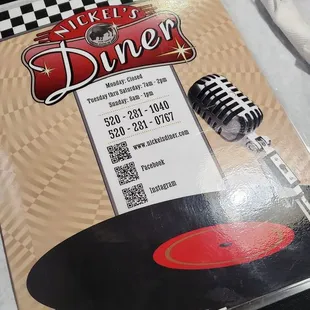 NICKEL'S
Diner
Monday: Closed
Tuesday thru Saturday: 7am - 2pm
Sunday: 8am - 1pm
520 - 281 - 1040
520 - 281 - 0767
www.nickelsdiner.com
Facebook
Instagram